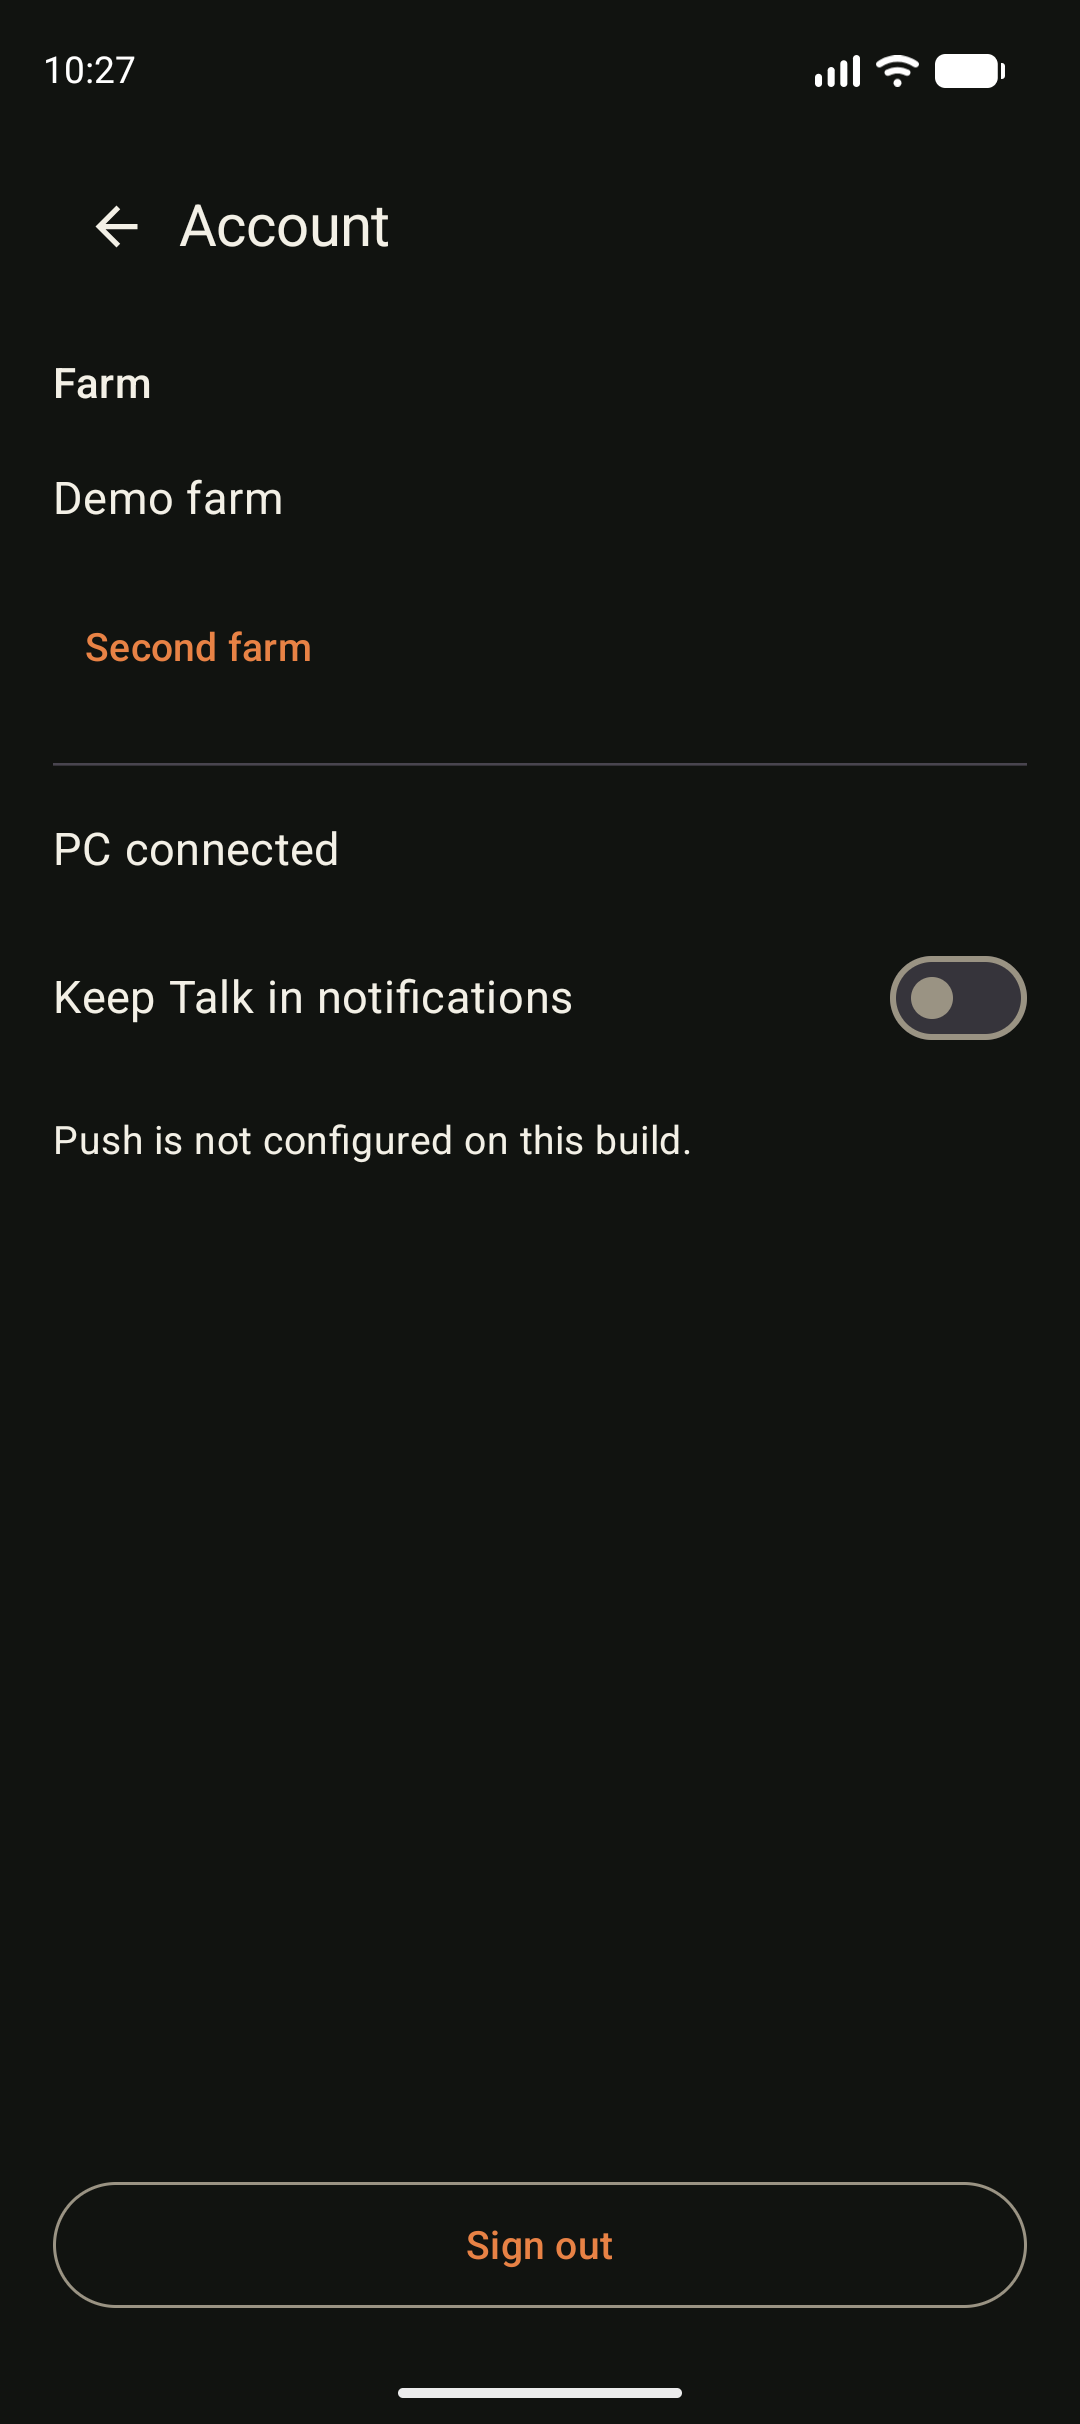 10:27
Account
Farm
Demo farm
Second farm
PC connected
Keep Talk in notifications
Push is not configured on this build.
Sign out